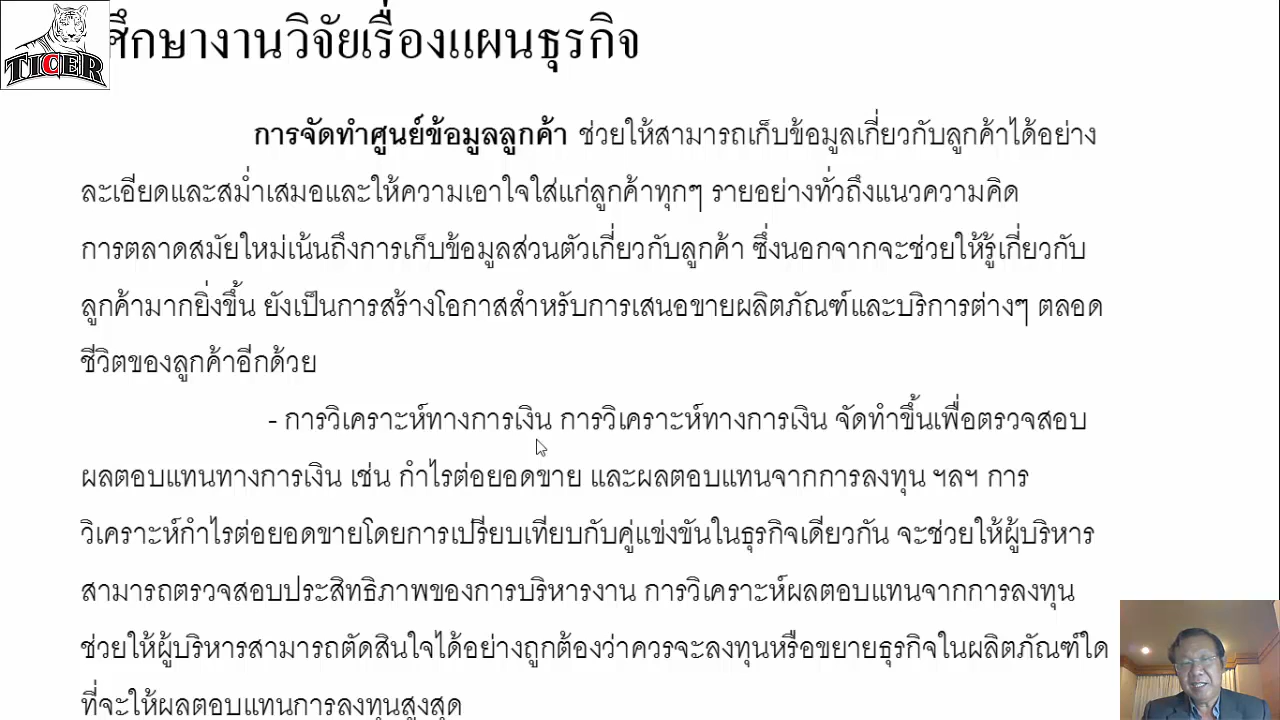 ศึกษางานวิจัยเรื่องแผนธุรกิจ
TICER
การจัดทำศูนย์ข้อมูลลูกค้า ช่วยให้สามารถเก็บข้อมูลเกี่ยวกับลูกค้าได้อย่าง
ละเอียดและสม่ำเสมอและให้ความเอาใจใส่แก่ลูกค้าทุกๆ รายอย่างทั่วถึงแนวความคิด
การตลาดสมัยใหม่เน้นถึงการเก็บข้อมูลส่วนตัวเกี่ยวกับลูกค้า ซึ่งนอกจากจะช่วยให้รู้เกี่ยวกับ
ลูกค้ามากยิ่งขึ้น ยังเป็นการสร้างโอกาสสำหรับการเสนอขายผลิตภัณฑ์และบริการต่างๆ ตลอด
ชีวิตของลูกค้าอีกด้วย
- การวิเคราะห์ทางการเงิน การวิเคราะห์ทางการเงิน จัดทำขึ้นเพื่อตรวจสอบ
ผลตอบแทนทางการเงิน เช่น กำไรต่อยอดขาย และผลตอบแทนจากการลงทุน ฯลฯ การ
วิเคราะห์กำไรต่อยอดขายโดยการเปรียบเทียบกับคู่แข่งขันในธุรกิจเดียวกัน จะช่วยให้ผู้บริหาร
สามารถตรวจสอบประสิทธิภาพของการบริหารงาน การวิเคราะห์ผลตอบแทนจากการลงทุน
ช่วยให้ผู้บริหารสามารถตัดสินใจได้อย่างถูกต้องว่าควรจะลงทุนหรือขยายธุรกิจในผลิตภัณฑ์ใด
ที่จะให้ผลตอบแทนการลงทุนสูงสุด